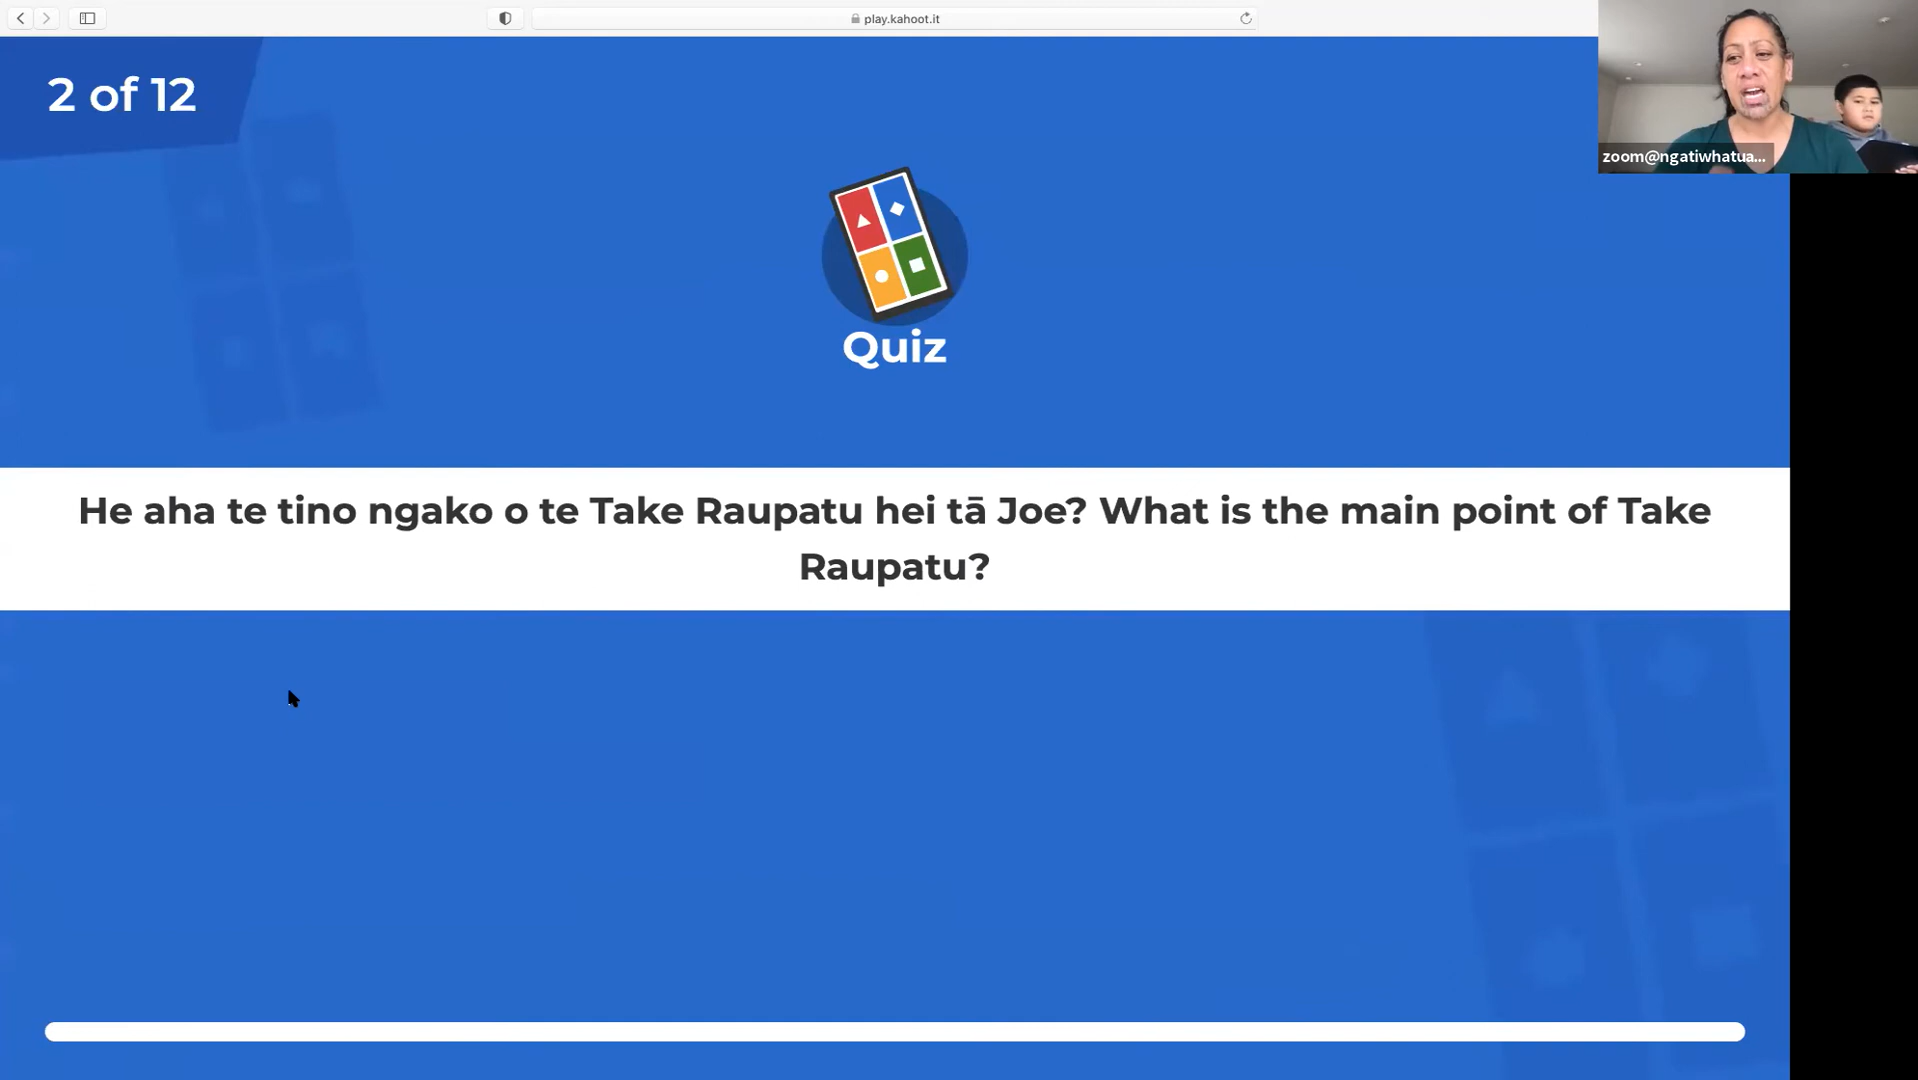 play.kahoot.it
2 of 12
zoom@ngatiwhatua...
Quiz
He aha te tino ngako o te Take Raupatu hei tā Joe? What is the main point of Take
Raupatu?